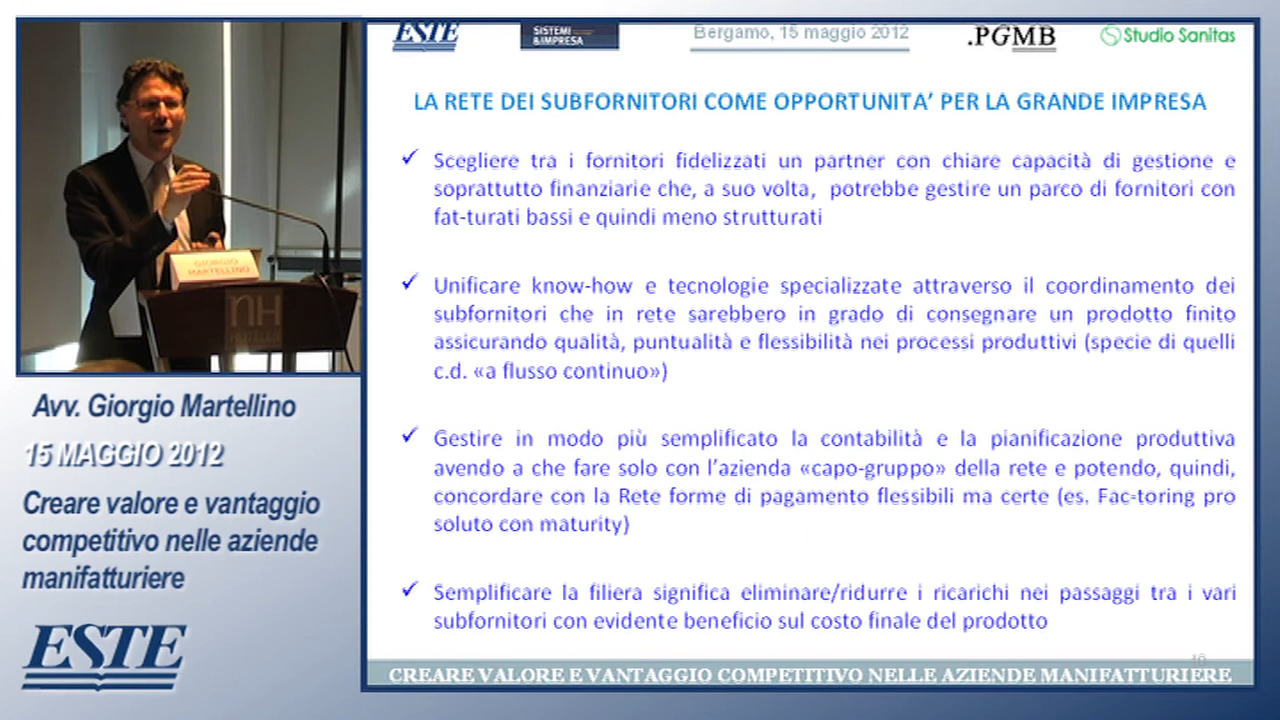 ESTE
SISTEMI
&IMPRESA
Bergamo, 15 maggio 2012
.PGMB
Studio Sanitas
LA RETE DEI SUBFORNITORI COME OPPORTUNITA' PER LA GRANDE IMPRESA
✓ Scegliere tra i fornitori fidelizzati un partner con chiare capacità di gestione e
soprattutto finanziarie che, a suo volta, potrebbe gestire un parco di fornitori con
fat-turati bassi e quindi meno strutturati
✓ Unificare know-how e tecnologie specializzate attraverso il coordinamento dei
subfornitori che in rete sarebbero in grado di consegnare un prodotto finito
assicurando qualità, puntualità e flessibilità nei processi produttivi (specie di quelli
c.d. «a flusso continuo»)
✓ Gestire in modo più semplificato la contabilità e la pianificazione produttiva
avendo a che fare solo con l'azienda «capo-gruppo» della rete e potendo, quindi,
concordare con la Rete forme di pagamento flessibili ma certe (es. Fac-toring pro
soluto con maturity)
✓ Semplificare la filiera significa eliminare/ridurre i ricarichi nei passaggi tra i vari
subfornitori con evidente beneficio sul costo finale del prodotto
CREARE VALORE E VANTAGGIO COMPETITIVO NELLE AZIENDE MANIFATTURIERE
GIORGIO
MARTELLINO
nH
Avv. Giorgio Martellino
15 MAGGIO 2012
Creare valore e vantaggio
competitivo nelle aziende
manifatturiere
ESTE